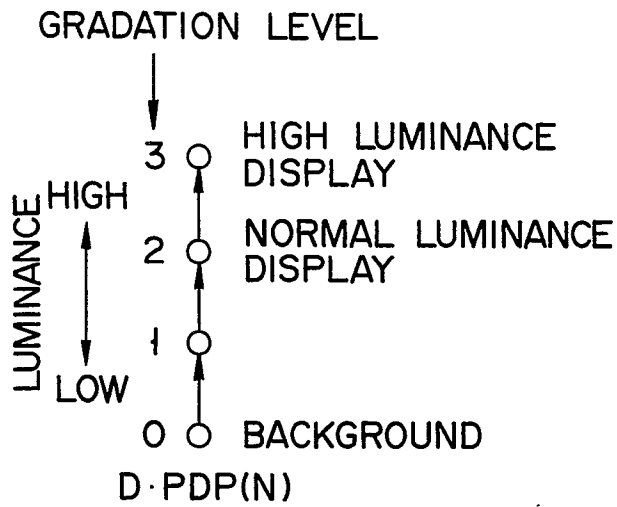 GRADATION LEVEL
3 HIGH LUMINANCE
DISPLAY
HIGH
2 NORMAL LUMINANCE
DISPLAY
LUMINANCE
1
LOW
0 BACKGROUND
D·PDP(N)